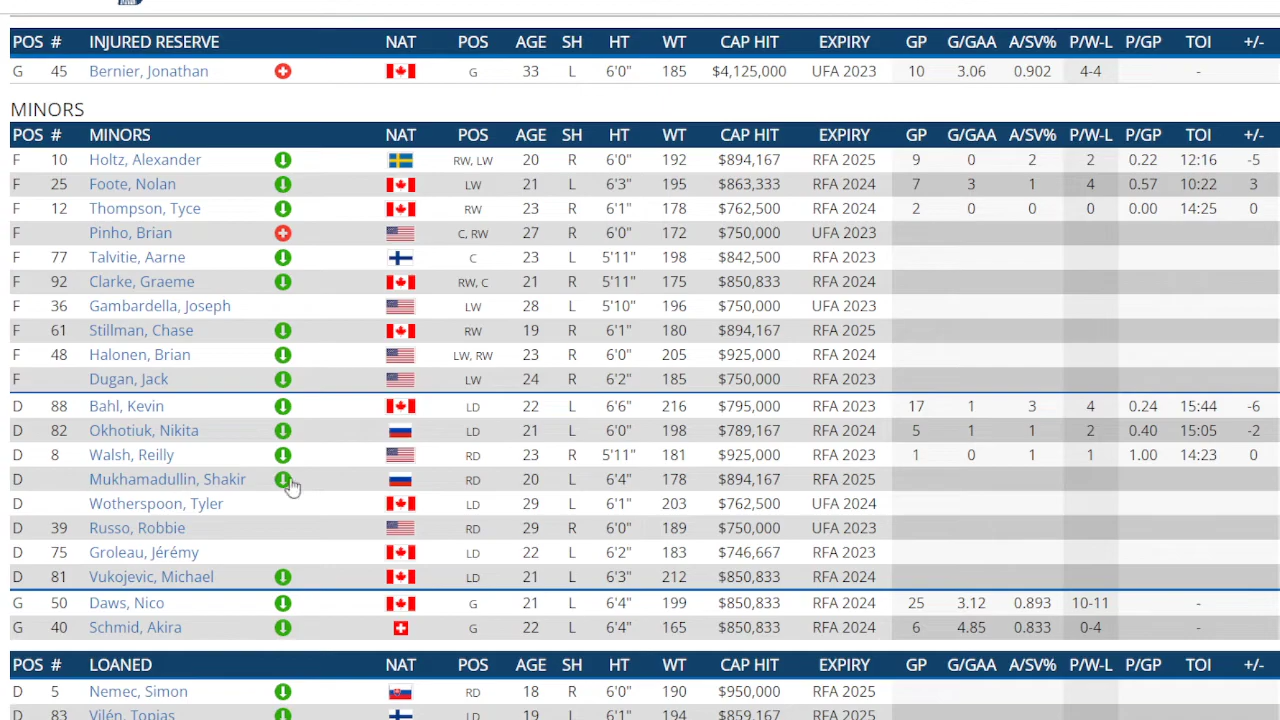 POS # INJURED RESERVE NAT POS AGE SH HT WT CAP HIT EXPIRY GP G/GAA A/SV% P/W-L P/GP TOI +/-
G 45 Bernier, Jonathan G 33 L 6'0" 185 $4,125,000 UFA 2023 10 3.06 0.902 4-4 -
MINORS
POS # MINORS NAT POS AGE SH HT WT CAP HIT EXPIRY GP G/GAA A/SV% P/W-L P/GP TOI +/-
F 10 Holtz, Alexander RW, LW 20 R 6'0" 192 $894,167 RFA 2025 9 0 2 2 0.22 12:16 -5
F 25 Foote, Nolan LW 21 L 6'3" 195 $863,333 RFA 2024 7 3 1 4 0.57 10:22 3
F 12 Thompson, Tyce RW 23 R 6'1" 178 $762,500 RFA 2024 2 0 0 0 0.00 14:25 0
F Pinho, Brian C, RW 27 R 6'0" 172 $750,000 UFA 2023
F 77 Talvitie, Aarne C 23 L 5'11" 198 $842,500 RFA 2023
F 92 Clarke, Graeme RW, C 21 R 5'11" 175 $850,833 RFA 2024
F 36 Gambardella, Joseph LW 28 L 5'10" 196 $750,000 UFA 2023
F 61 Stillman, Chase RW 19 R 6'1" 180 $894,167 RFA 2025
F 48 Halonen, Brian LW, RW 23 R 6'0" 205 $925,000 RFA 2024
F Dugan, Jack LW 24 R 6'2" 185 $750,000 RFA 2023
D 88 Bahl, Kevin LD 22 L 6'6" 216 $795,000 RFA 2023 17 1 3 4 0.24 15:44 -6
D 82 Okhotiuk, Nikita LD 21 L 6'0" 198 $789,167 RFA 2023 5 1 1 2 0.40 15:05 -2
D 8 Walsh, Reilly RD 23 R 5'11" 181 $925,000 RFA 2023 1 0 1 1 1.00 14:23 0
D Mukhamadullin, Shakir RD 20 L 6'4" 178 $894,167 RFA 2025
D Wotherspoon, Tyler LD 29 L 6'1" 203 $762,500 UFA 2024
D 39 Russo, Robbie RD 29 R 6'0" 189 $750,000 UFA 2023
D 75 Groleau, Jérémy LD 22 L 6'2" 183 $746,667 RFA 2023
D 81 Vukojevic, Michael LD 21 L 6'3" 212 $850,833 RFA 2024
G 50 Daws, Nico G 21 L 6'4" 199 $850,833 RFA 2024 25 3.12 0.893 10-11 -
G 40 Schmid, Akira G 22 L 6'4" 165 $850,833 RFA 2024 6 4.85 0.833 0-4 -
POS # LOANED NAT POS AGE SH HT WT CAP HIT EXPIRY GP G/GAA A/SV% P/W-L P/GP TOI +/-
D 5 Nemec, Simon RD 18 R 6'0" 190 $950,000 RFA 2025
D 83 Vilén, Topias LD 19 L 6'1" 194 $859,167 RFA 2025